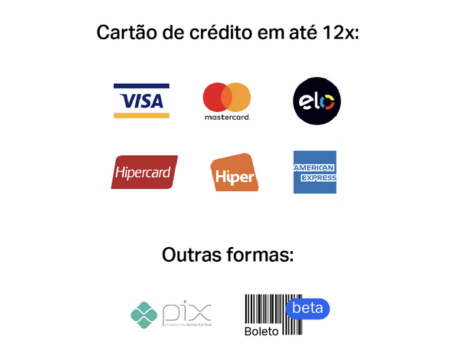 Cartão de crédito em até 12x:
VISA
mastercard.
elo
Hipercard
Hiper
AMERICAN
EXPRESS
Outras formas:
pix
powered by Banco Central
beta
Boleto